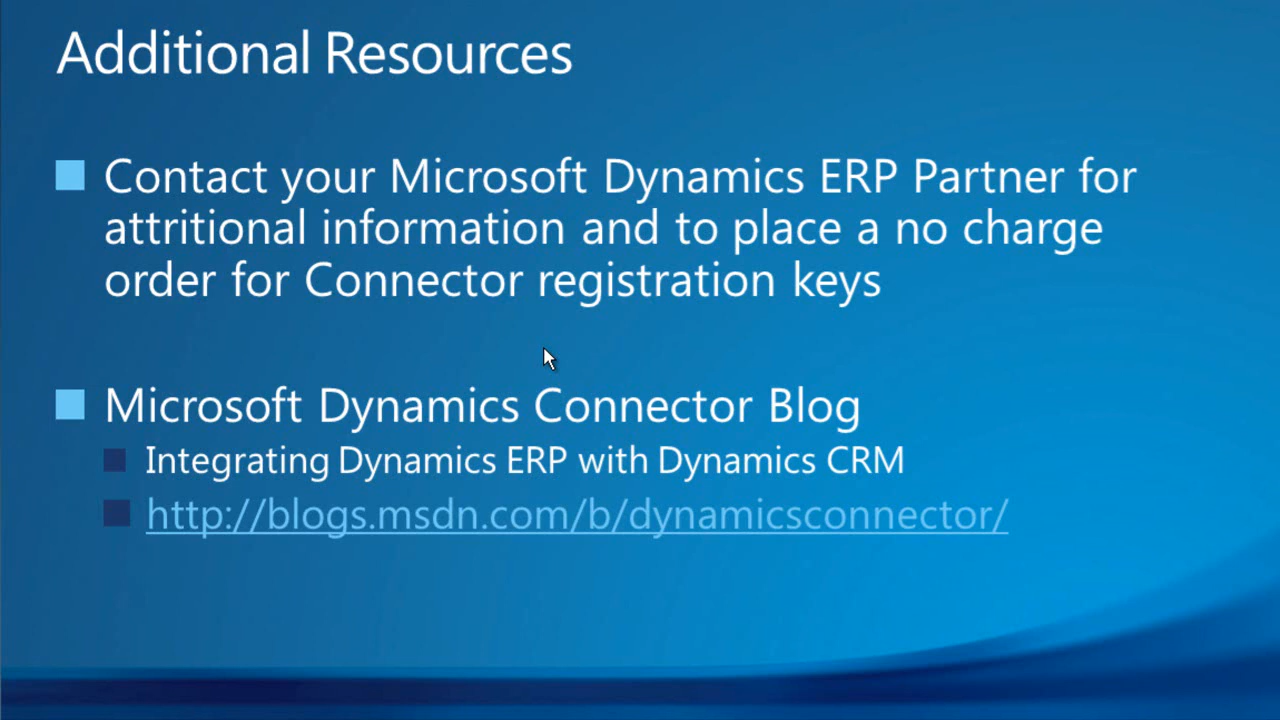 Additional Resources
Contact your Microsoft Dynamics ERP Partner for
attritional information and to place a no charge
order for Connector registration keys
Microsoft Dynamics Connector Blog
Integrating Dynamics ERP with Dynamics CRM
http://blogs.msdn.com/b/dynamicsconnector/